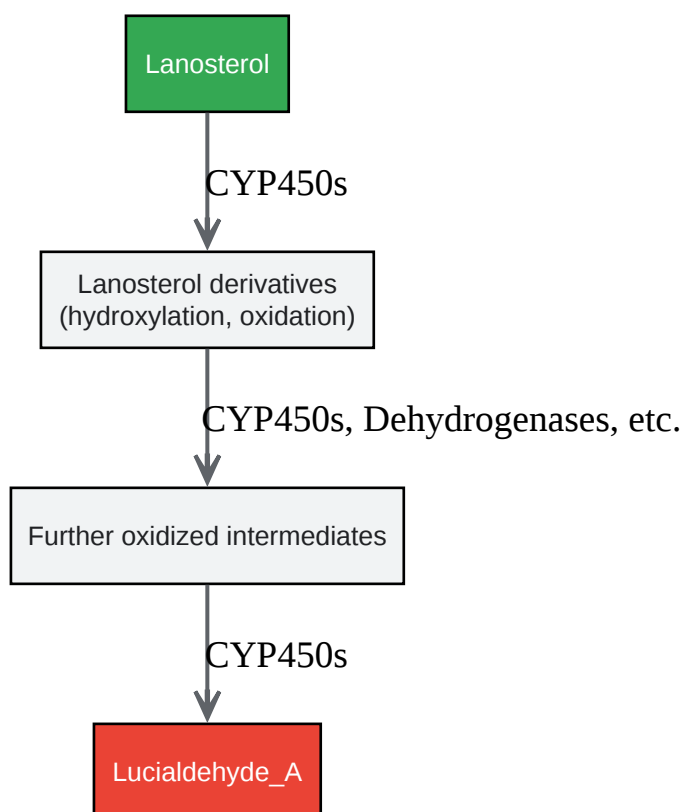 Lanosterol
CYP450s
Lanosterol derivatives
(hydroxylation, oxidation)
CYP450s, Dehydrogenases, etc.
Further oxidized intermediates
CYP450s
Lucialdehyde_A